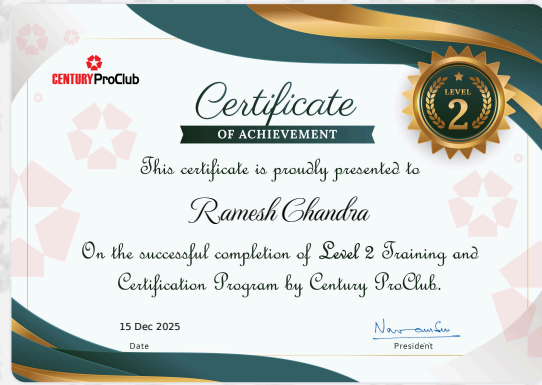 CENTURY ProClub
LEVEL
2
Certificate
OF ACHIEVEMENT
This certificate is proudly presented to
Ramesh Chandra
On the successful completion of Level 2 Training and
Certification Program by Century ProClub.
15 Dec 2025
Date
President